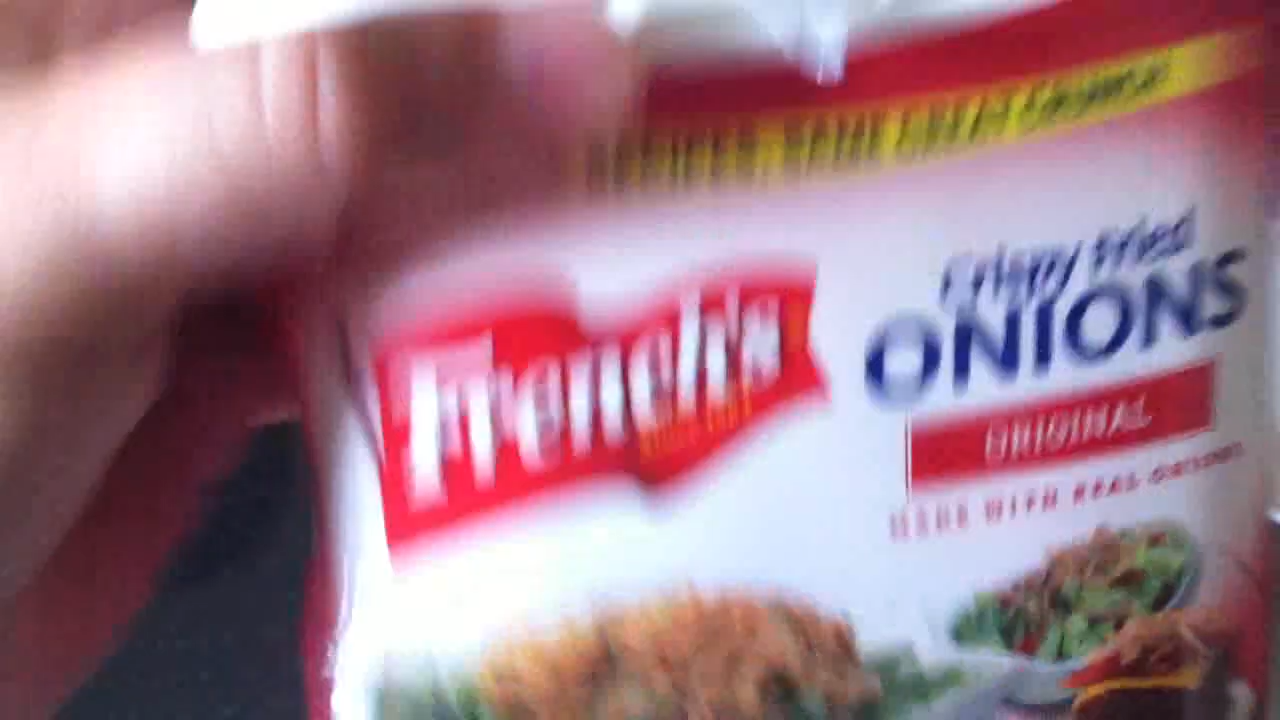 Crispy Fried
French's
ONIONS
ORIGINAL
MADE WITH REAL ONIONS